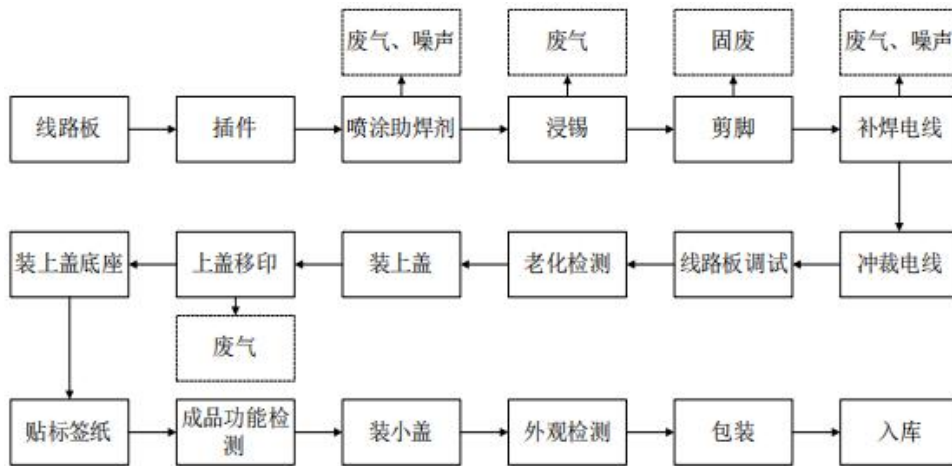 废气、噪声
废气
固废
废气、噪声
线路板
插件
喷涂助焊剂
浸锡
剪脚
补焊电线
装上盖底座
上盖移印
装上盖
老化检测
线路板调试
冲裁电线
废气
贴标签纸
成品功能检
测
装小盖
外观检测
包装
入库